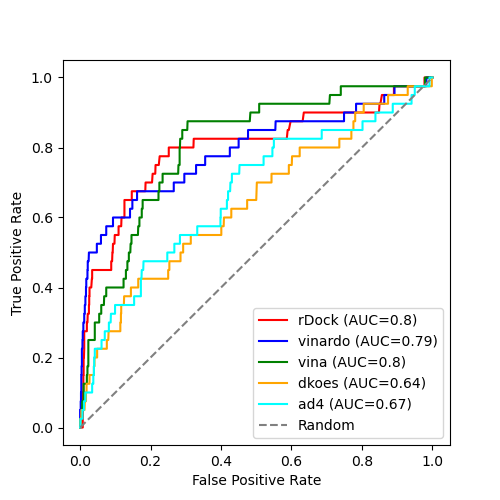 1.0
0.8
0.6
0.4
0.2
0.0
True Positive Rate
0.0 0.2 0.4 0.6 0.8 1.0
False Positive Rate
rDock (AUC=0.8)
vinardo (AUC=0.79)
vina (AUC=0.8)
dkoes (AUC=0.64)
ad4 (AUC=0.67)
Random